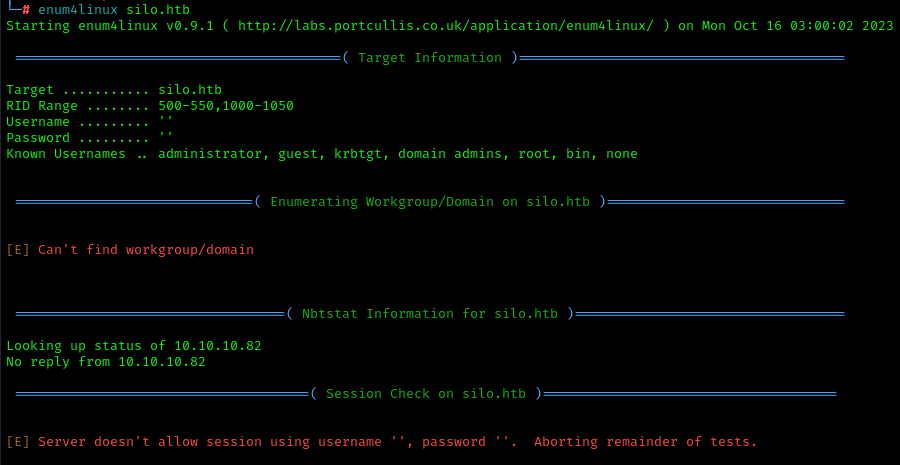 └─# enum4linux silo.htb
Starting enum4linux v0.9.1 ( http://labs.portcullis.co.uk/application/enum4linux/ ) on Mon Oct 16 03:00:02 2023
=========================================( Target Information )=========================================
Target ........... silo.htb
RID Range ........ 500-550,1000-1050
Username ......... ''
Password ......... ''
Known Usernames .. administrator, guest, krbtgt, domain admins, root, bin, none
==============================( Enumerating Workgroup/Domain on silo.htb )==============================
[E] Can't find workgroup/domain
==================================( Nbtstat Information for silo.htb )==================================
Looking up status of 10.10.10.82
No reply from 10.10.10.82
=====================================( Session Check on silo.htb )=====================================
[E] Server doesn't allow session using username '', password ''.  Aborting remainder of tests.